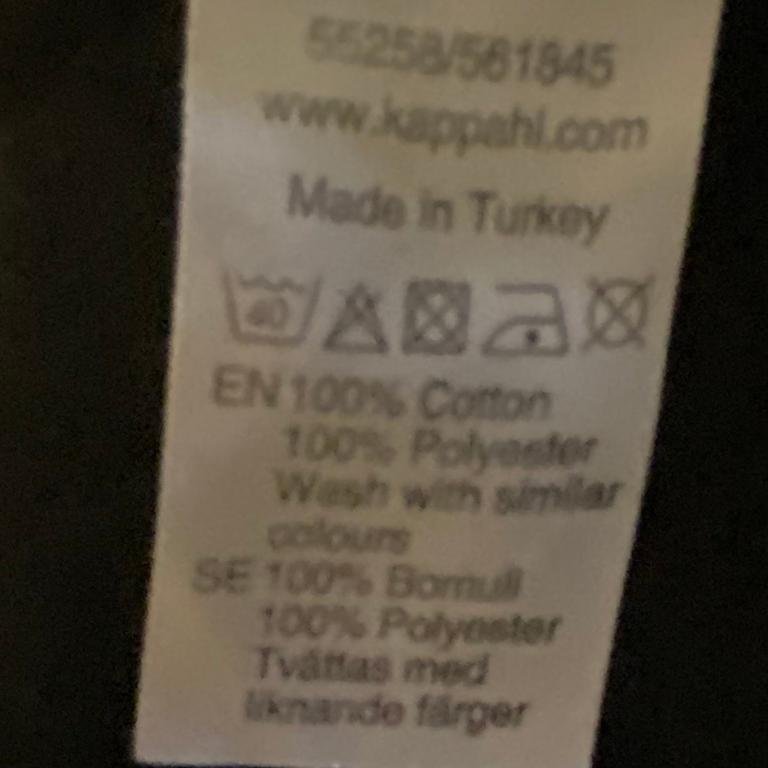 55258/561845
www.kappahl.com
Made in Turkey
40
EN 100% Cotton
100% Polyester
Wash with similar
colours
SE 100% Bomull
100% Polyester
Tvättas med
liknande färger